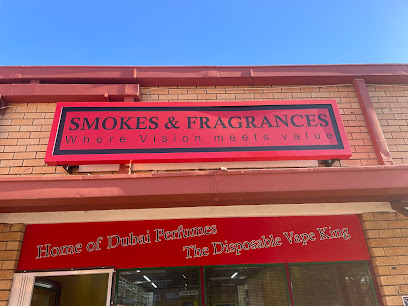 SMOKES & FRAGRANCES
Where Vision meets value
Home of Dubai Perfumes
The Disposable Vape King